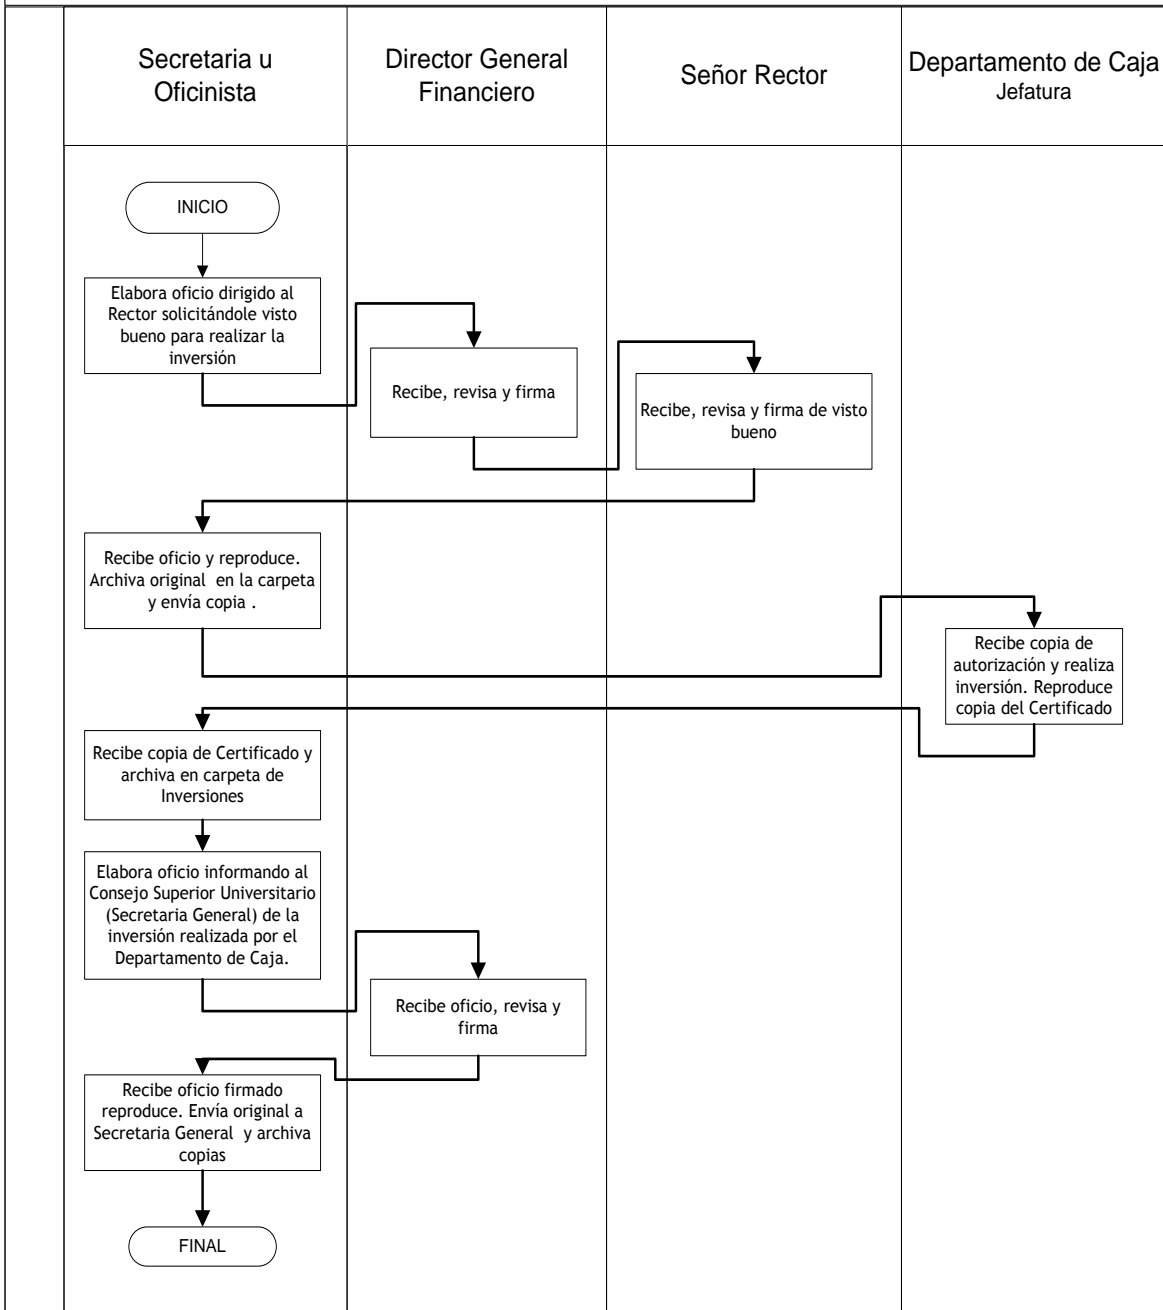 Secretaria u
Oficinista
Director General
Financiero
Señor Rector
Departamento de Caja
Jefatura
INICIO
Elabora oficio dirigido al
Rector solicitándole visto
bueno para realizar la
inversión
Recibe, revisa y firma
Recibe, revisa y firma de visto
bueno
Recibe oficio y reproduce.
Archiva original en la carpeta
y envía copia .
Recibe copia de
autorización y realiza
inversión. Reproduce
copia del Certificado
Recibe copia de Certificado y
archiva en carpeta de
Inversiones
Elabora oficio informando al
Consejo Superior Universitario
(Secretaria General) de la
inversión realizada por el
Departamento de Caja.
Recibe oficio, revisa y
firma
Recibe oficio firmado
reproduce. Envía original a
Secretaria General y archiva
copias
FINAL